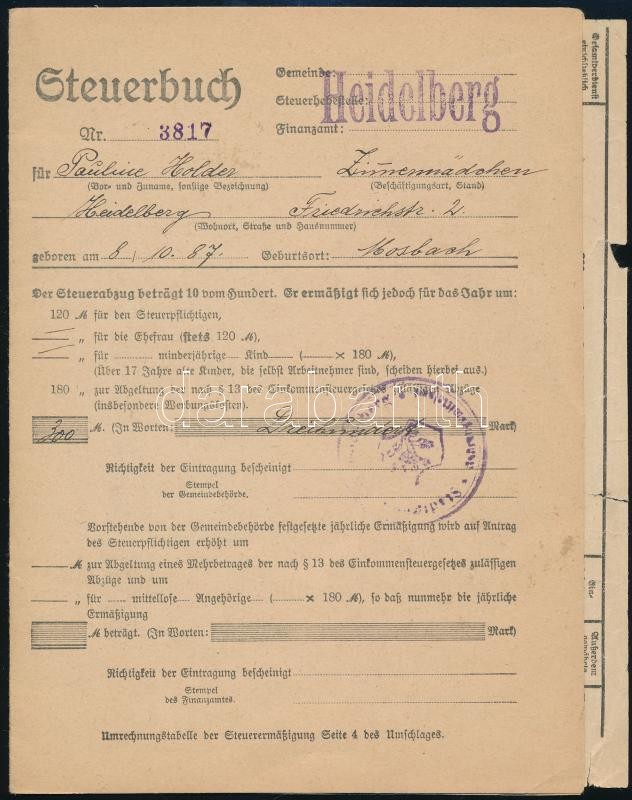 Steuerbuch
Gemeinde
Steuerhebestelle:
Finanzamt:
Heidelberg
Nr. 3817
für Pauline Holder Zimmermädchen
(Vor- und Zuname, sonstige Bezeichnung) (Beschäftigungsart, Stand)
Heidelberg Friedrichstr. 2.
(Wohnort, Straße und Hausnummer)
geboren am 8/10. 87. Geburtsort: Mosbach
Der Steuerabzug beträgt 10 vom Hundert. Er ermäßigt sich jedoch für das Jahr um:
120 ℳ für den Steuerpflichtigen,
— „ für die Ehefrau (stets 120 ℳ),
— „ für ........ minderjährige Kind ..... (...... × 180 ℳ),
(Über 17 Jahre alte Kinder, die selbst Arbeitnehmer sind, scheiden hierbei aus.)
180 „ zur Abgeltung der nach § 13 des Einkommensteuergesetzes zulässigen Abzüge
(insbesondere Werbungskosten).
300 ℳ. (In Worten: Dreihundert Mark)
Richtigkeit der Eintragung bescheinigt
Stempel
der Gemeindebehörde.
Vorstehende von der Gemeindebehörde festgesetzte jährliche Ermäßigung wird auf Antrag
des Steuerpflichtigen erhöht um
— ℳ zur Abgeltung eines Mehrbetrages der nach § 13 des Einkommensteuergesetzes zulässigen
Abzüge und um
— „ für ...... mittellose Angehörige (...... × 180 ℳ), so daß nunmehr die jährliche
Ermäßigung
ℳ beträgt. (In Worten: Mark)
Richtigkeit der Eintragung bescheinigt
Stempel
des Finanzamtes.
Umrechnungstabelle der Steuerermäßigung Seite 4 des Umschlages.
darabanth
Gesamtverdienst
Ein-
Außerdem